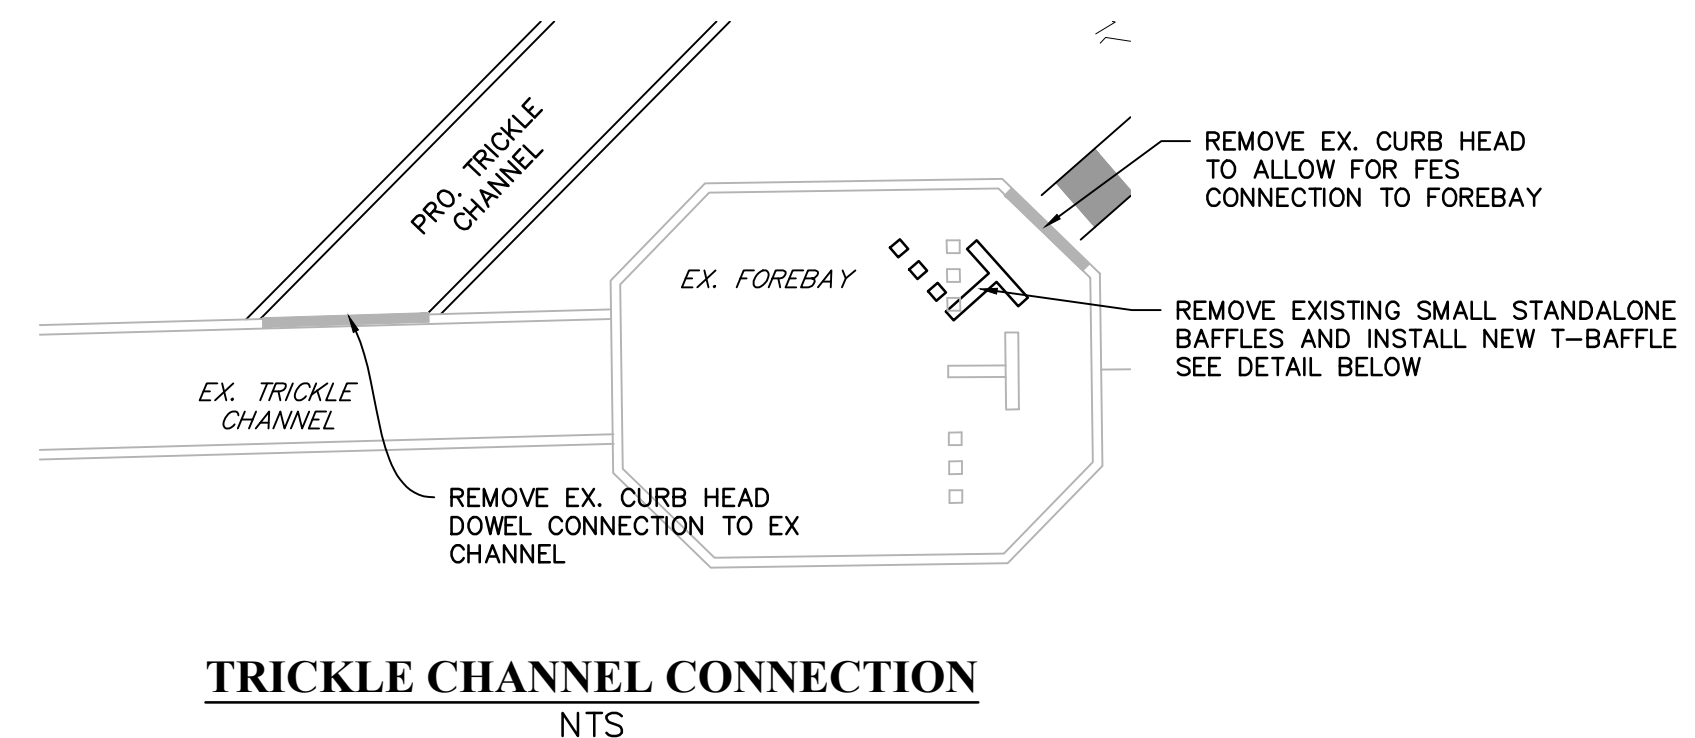 PRO. TRICKLE
CHANNEL
REMOVE EX. CURB HEAD
TO ALLOW FOR FES
CONNECTION TO FOREBAY
EX. FOREBAY
REMOVE EXISTING SMALL STANDALONE
BAFFLES AND INSTALL NEW T-BAFFLE
SEE DETAIL BELOW
EX. TRICKLE
CHANNEL
REMOVE EX. CURB HEAD
DOWEL CONNECTION TO EX
CHANNEL
TRICKLE CHANNEL CONNECTION
NTS